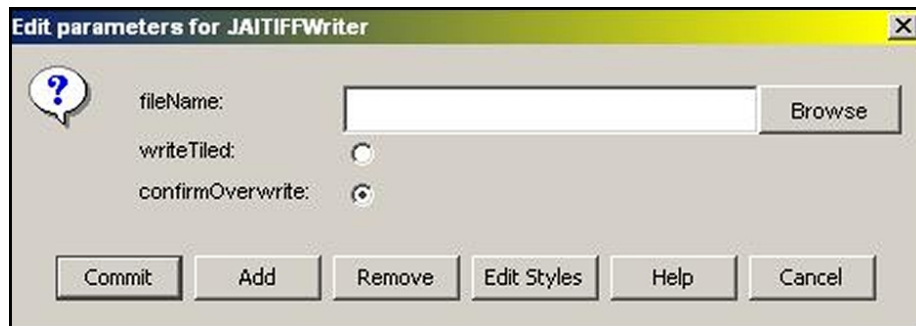 Edit parameters for JAITIFFWriter
fileName:
Browse
writeTiled:
confirmOverwrite:
Commit Add Remove Edit Styles Help Cancel